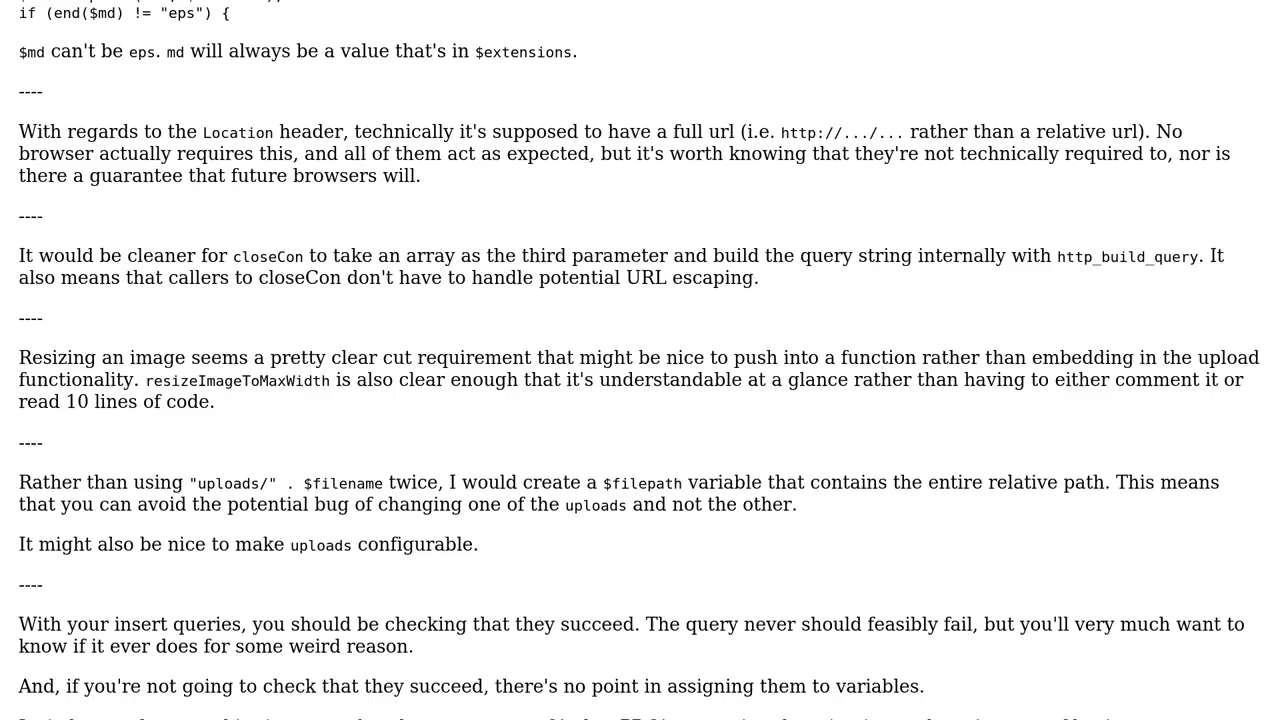 if (end($md) != "eps") {
$md can't be eps. md will always be a value that's in $extensions.
----
With regards to the Location header, technically it's supposed to have a full url (i.e. http://.../... rather than a relative url). No
browser actually requires this, and all of them act as expected, but it's worth knowing that they're not technically required to, nor is
there a guarantee that future browsers will.
----
It would be cleaner for closeCon to take an array as the third parameter and build the query string internally with http_build_query. It
also means that callers to closeCon don't have to handle potential URL escaping.
----
Resizing an image seems a pretty clear cut requirement that might be nice to push into a function rather than embedding in the upload
functionality. resizeImageToMaxWidth is also clear enough that it's understandable at a glance rather than having to either comment it or
read 10 lines of code.
----
Rather than using "uploads/" . $filename twice, I would create a $filepath variable that contains the entire relative path. This means
that you can avoid the potential bug of changing one of the uploads and not the other.
It might also be nice to make uploads configurable.
----
With your insert queries, you should be checking that they succeed. The query never should feasibly fail, but you'll very much want to
know if it ever does for some weird reason.
And, if you're not going to check that they succeed, there's no point in assigning them to variables.